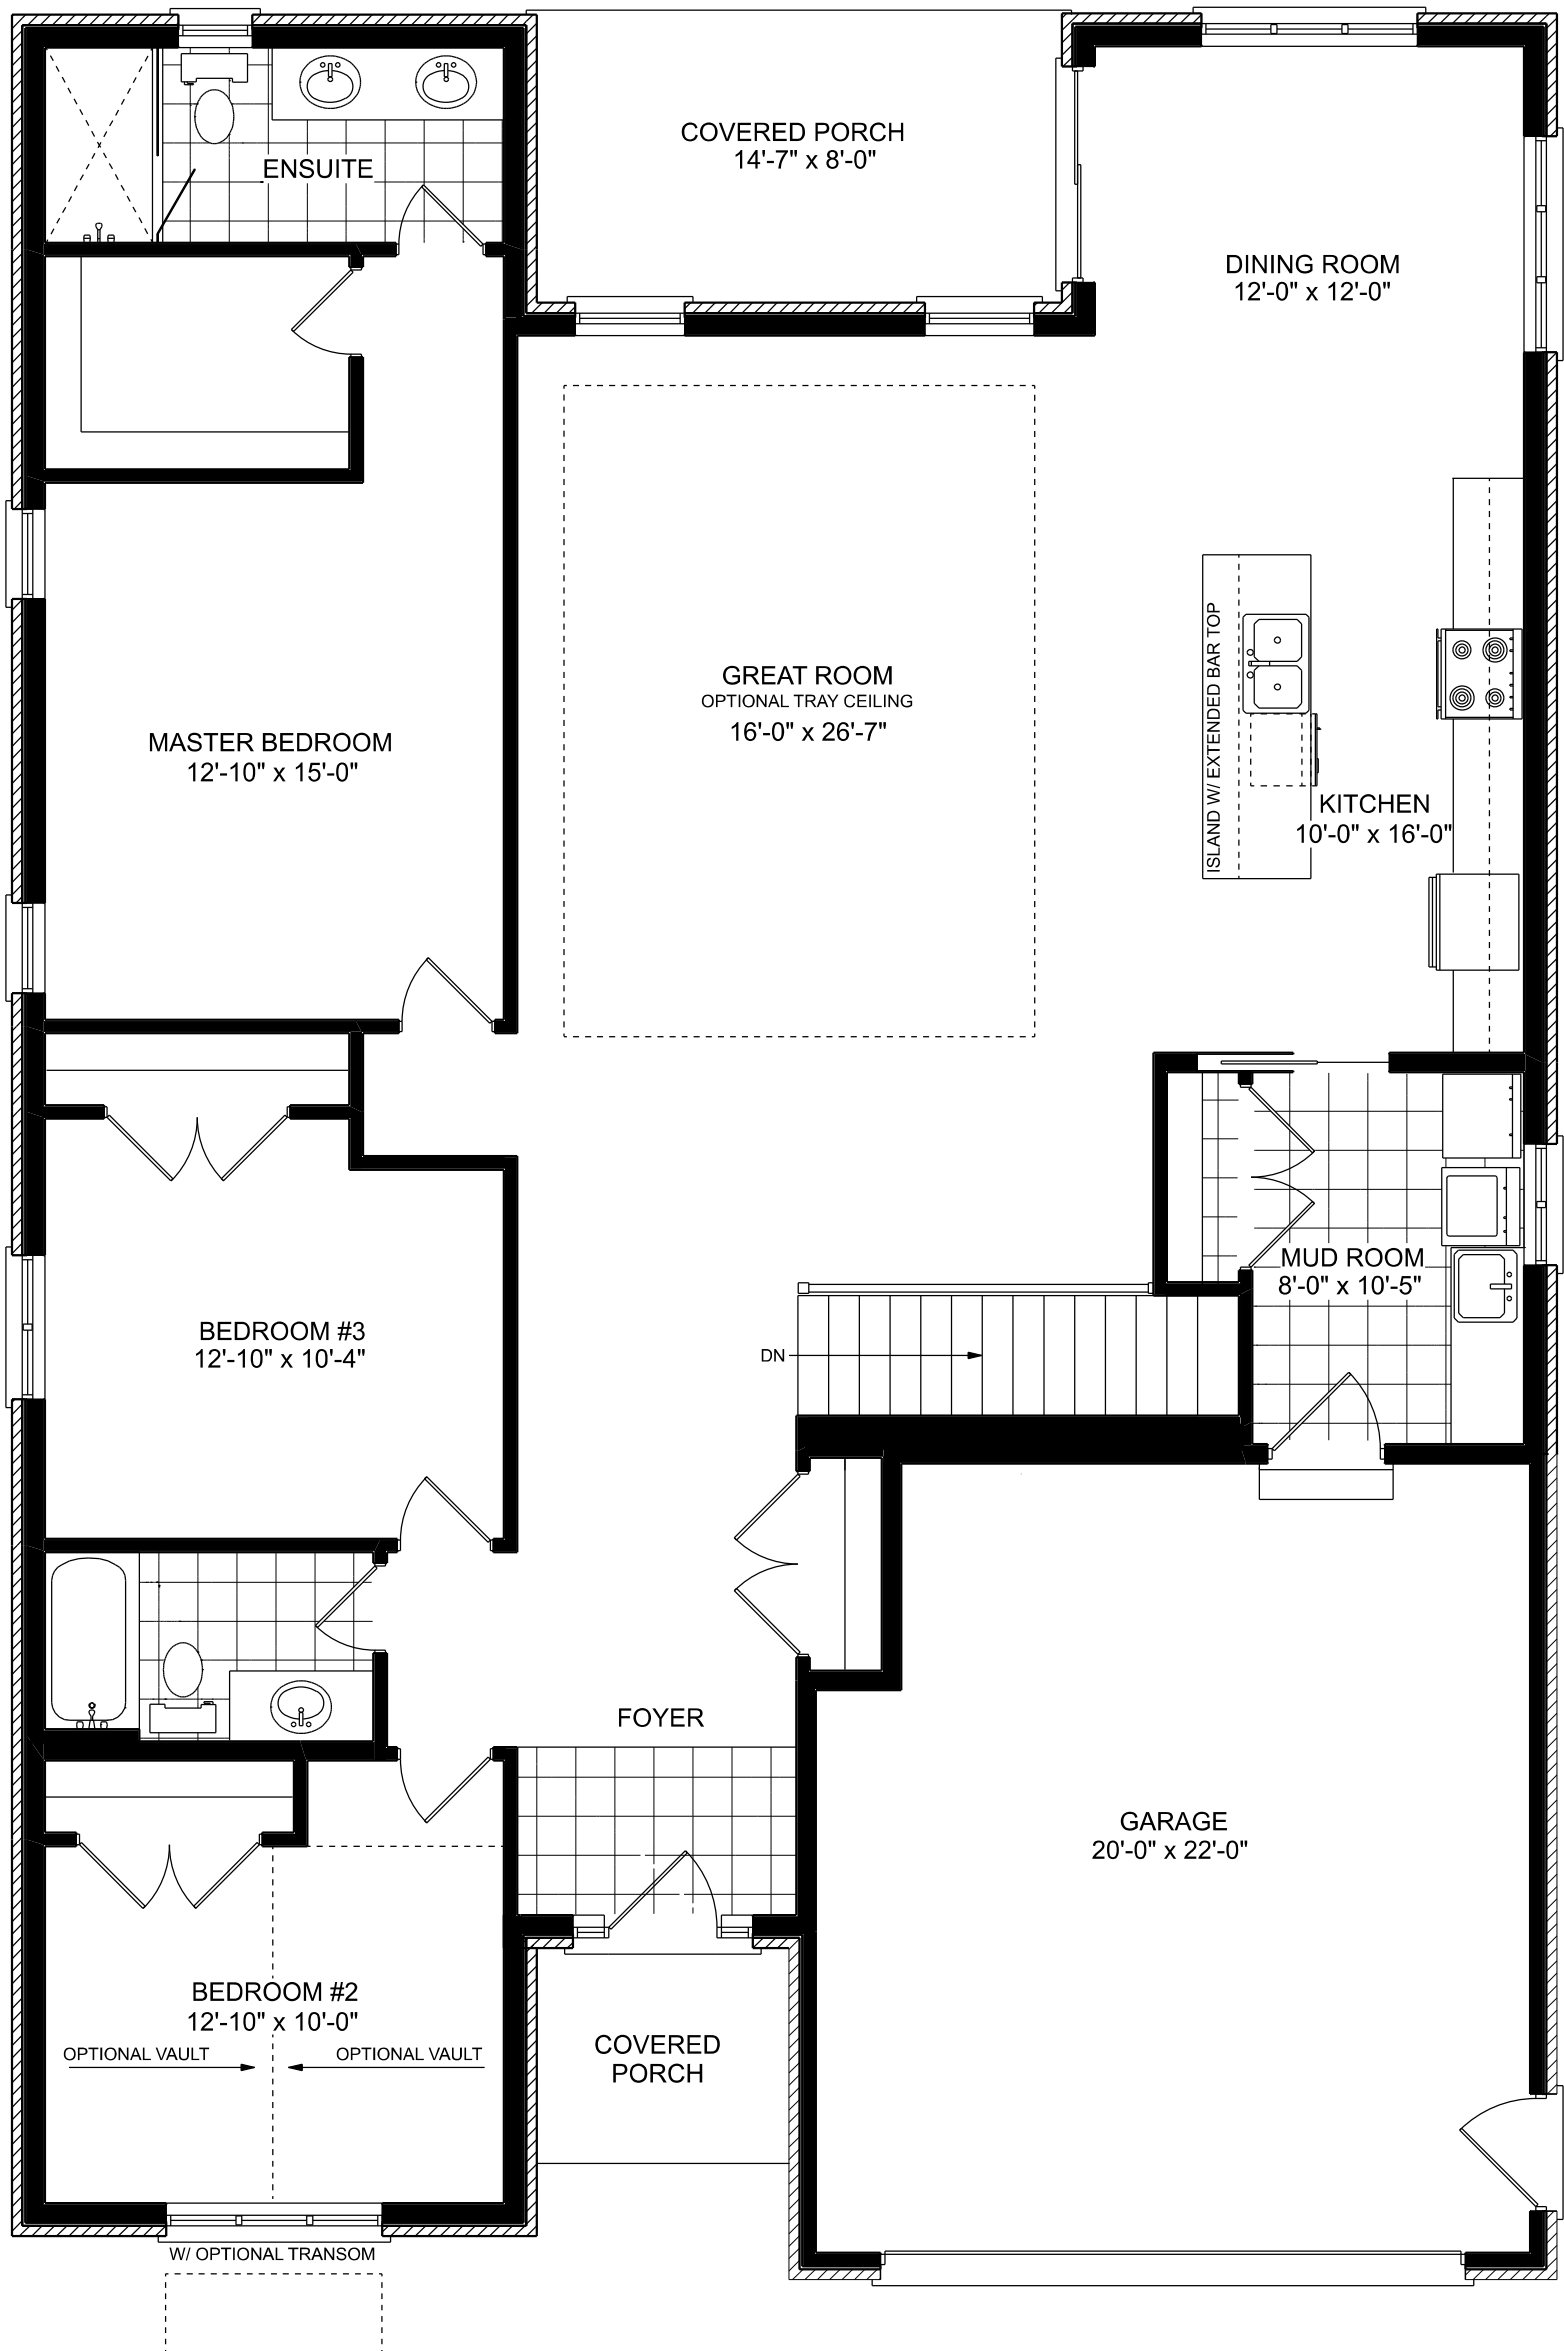 COVERED PORCH
14'-7" x 8'-0"
ENSUITE
DINING ROOM
12'-0" x 12'-0"
GREAT ROOM
OPTIONAL TRAY CEILING
16'-0" x 26'-7"
MASTER BEDROOM
12'-10" x 15'-0"
ISLAND W/ EXTENDED BAR TOP
KITCHEN
10'-0" x 16'-0"
MUD ROOM
8'-0" x 10'-5"
BEDROOM #3
12'-10" x 10'-4"
DN
FOYER
GARAGE
20'-0" x 22'-0"
BEDROOM #2
12'-10" x 10'-0"
OPTIONAL VAULT
OPTIONAL VAULT
COVERED
PORCH
W/ OPTIONAL TRANSOM